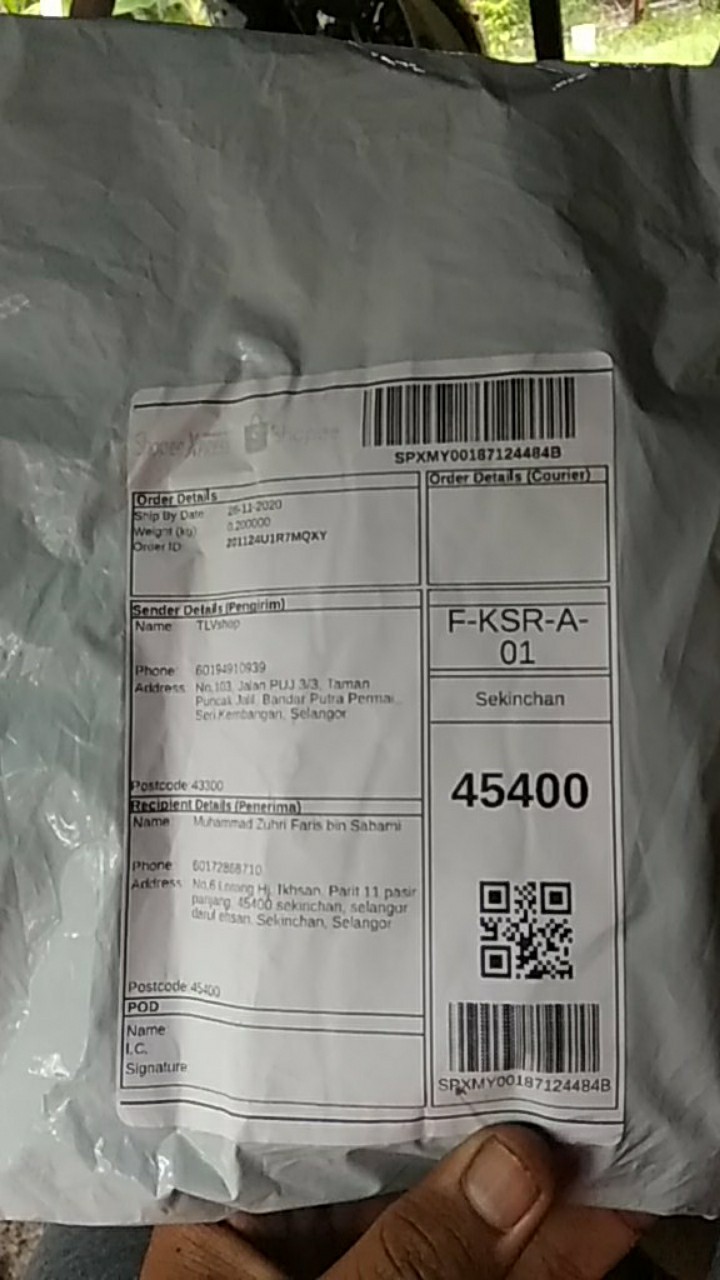 Shopee Xpress Shopee
SPXMY00187124484B
Order Details
Ship By Date 26-11-2020
Weight (kg) 0.200000
Order ID 201124U1R7MQXY
Order Details (Courier)
Sender Details (Pengirim)
Name: TLVshop
Phone: 60194910939
Address: No,103, Jalan PUJ 3/3, Taman
Puncak Jalil, Bandar Putra Permai,
Seri Kembangan, Selangor
Postcode 43300
F-KSR-A-
01
Sekinchan
45400
Recipient Details (Penerima)
Name Muhammad Zuhri Faris bin Sabarni
Phone: 60172868710
Address: No.6 Lorong Hj. Ikhsan, Parit 11 pasir
panjang, 45400 sekinchan, selangor
darul ehsan, Sekinchan, Selangor
Postcode 45400
POD
Name
I.C.
Signature
SPXMY00187124484B